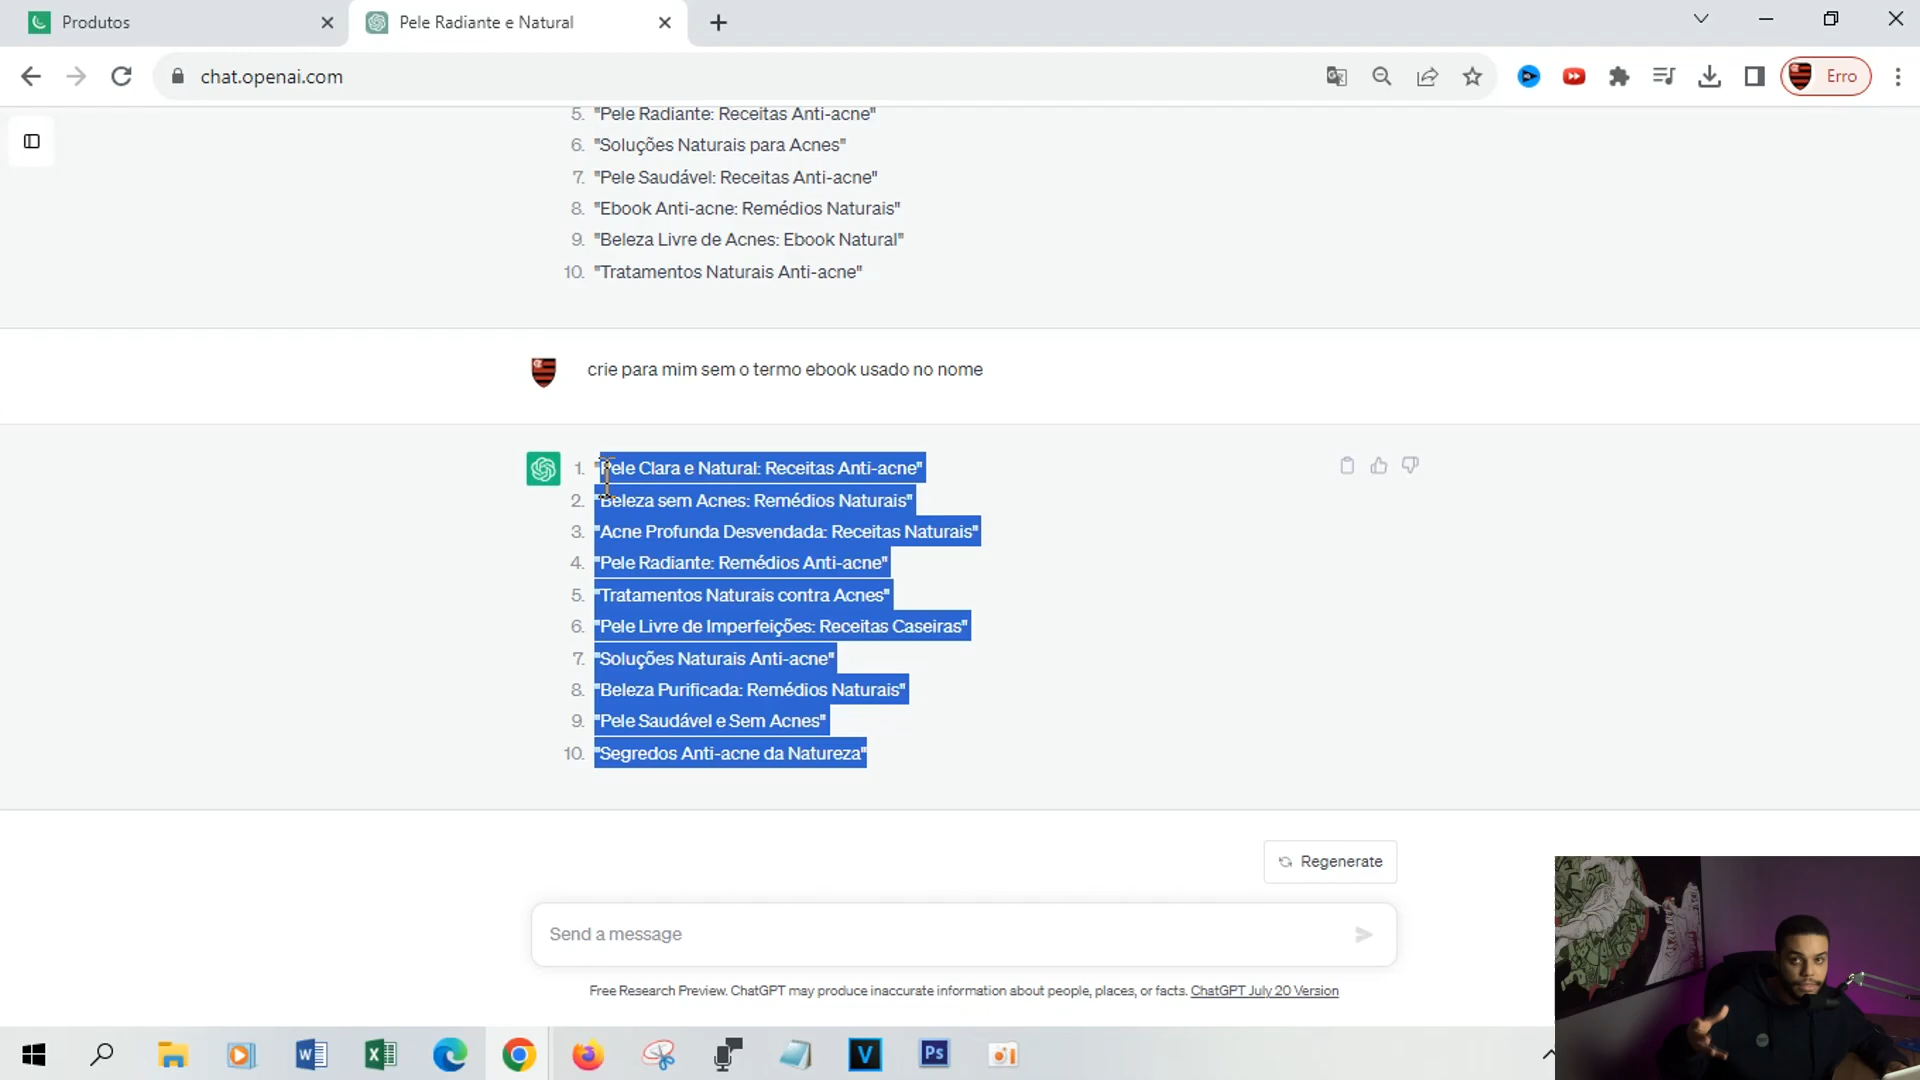 Produtos
Pele Radiante e Natural
chat.openai.com
Erro
5. "Pele Radiante: Receitas Anti-acne"
6. "Soluções Naturais para Acnes"
7. "Pele Saudável: Receitas Anti-acne"
8. "Ebook Anti-acne: Remédios Naturais"
9. "Beleza Livre de Acnes: Ebook Natural"
10. "Tratamentos Naturais Anti-acne"
crie para mim sem o termo ebook usado no nome
1. "Pele Clara e Natural: Receitas Anti-acne"
2. "Beleza sem Acnes: Remédios Naturais"
3. "Acne Profunda Desvendada: Receitas Naturais"
4. "Pele Radiante: Remédios Anti-acne"
5. "Tratamentos Naturais contra Acnes"
6. "Pele Livre de Imperfeições: Receitas Caseiras"
7. "Soluções Naturais Anti-acne"
8. "Beleza Purificada: Remédios Naturais"
9. "Pele Saudável e Sem Acnes"
10. "Segredos Anti-acne da Natureza"
Regenerate
Send a message
Free Research Preview. ChatGPT may produce inaccurate information about people, places, or facts. ChatGPT July 20 Version
W X V Ps